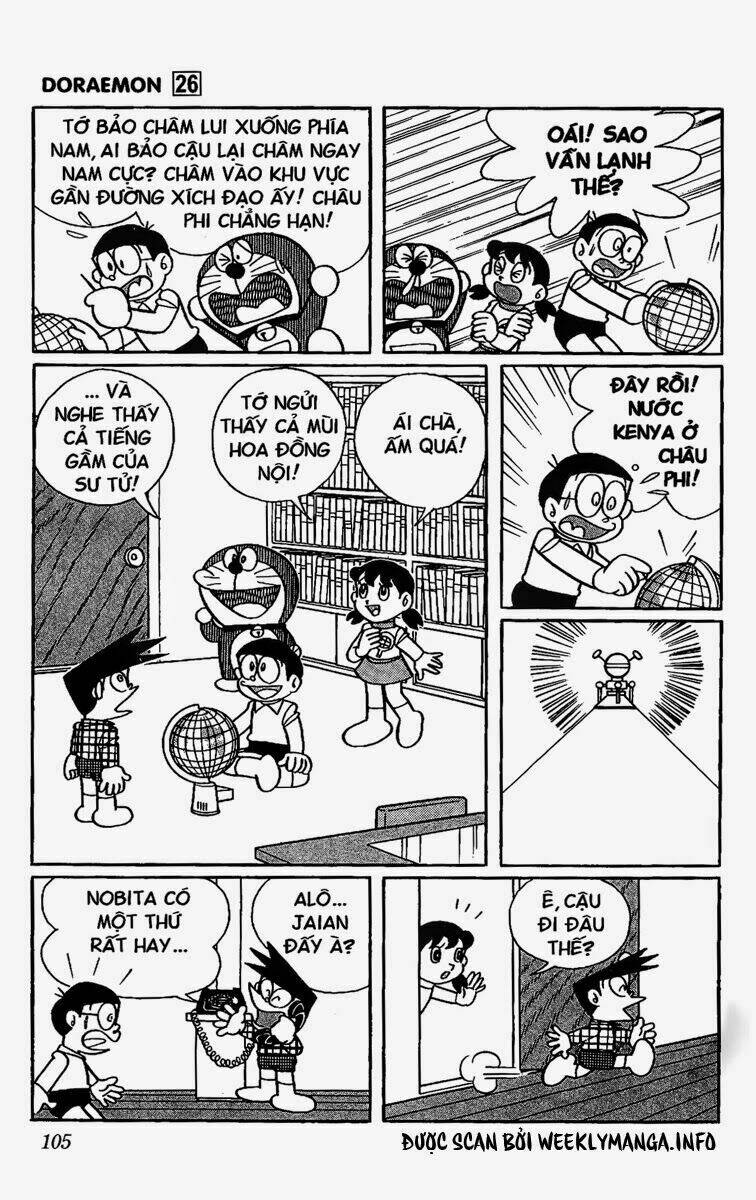 DORAEMON 26
TỚ BẢO CHÂM LUI XUỐNG PHÍA
NAM, AI BẢO CẬU LẠI CHÂM NGAY
NAM CỰC? CHÂM VÀO KHU VỰC
GẦN ĐƯỜNG XÍCH ĐẠO ẤY! CHÂU
PHI CHẲNG HẠN!
OÁI! SAO
VẪN LẠNH
THẾ?
... VÀ
NGHE THẤY
CẢ TIẾNG
GẦM CỦA
SƯ TỬ!
TỚ NGỬI
THẤY CẢ MÙI
HOA ĐỒNG
NỘI!
ÁI CHÀ,
ẤM QUÁ!
ĐÂY RỒI!
NƯỚC
KENYA Ở
CHÂU
PHI!
NOBITA CÓ
MỘT THỨ
RẤT HAY...
ALÔ...
JAIAN
ĐẤY À?
Ê, CẬU
ĐI ĐÂU
THẾ?
105
ĐƯỢC SCAN BỞI WEEKLYMANGA.INFO